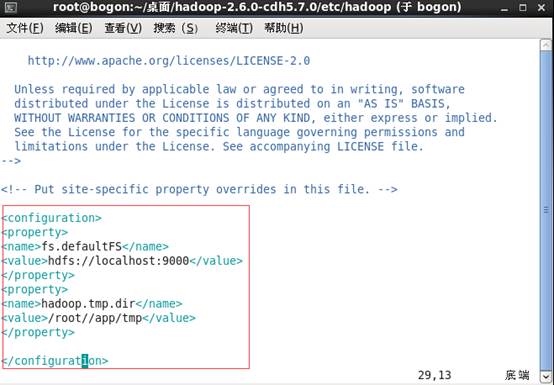 root@bogon:~/桌面/hadoop-2.6.0-cdh5.7.0/etc/hadoop (于 bogon)
文件(F) 编辑(E) 查看(V) 搜索 (S) 终端(T) 帮助(H)
http://www.apache.org/licenses/LICENSE-2.0
Unless required by applicable law or agreed to in writing, software
distributed under the License is distributed on an "AS IS" BASIS,
WITHOUT WARRANTIES OR CONDITIONS OF ANY KIND, either express or implied.
See the License for the specific language governing permissions and
limitations under the License. See accompanying LICENSE file.
-->
<!-- Put site-specific property overrides in this file. -->
<configuration>
<property>
<name>fs.defaultFS</name>
<value>hdfs://localhost:9000</value>
</property>
<property>
<name>hadoop.tmp.dir</name>
<value>/root//app/tmp</value>
</property>
</configuration>
29,13 底端